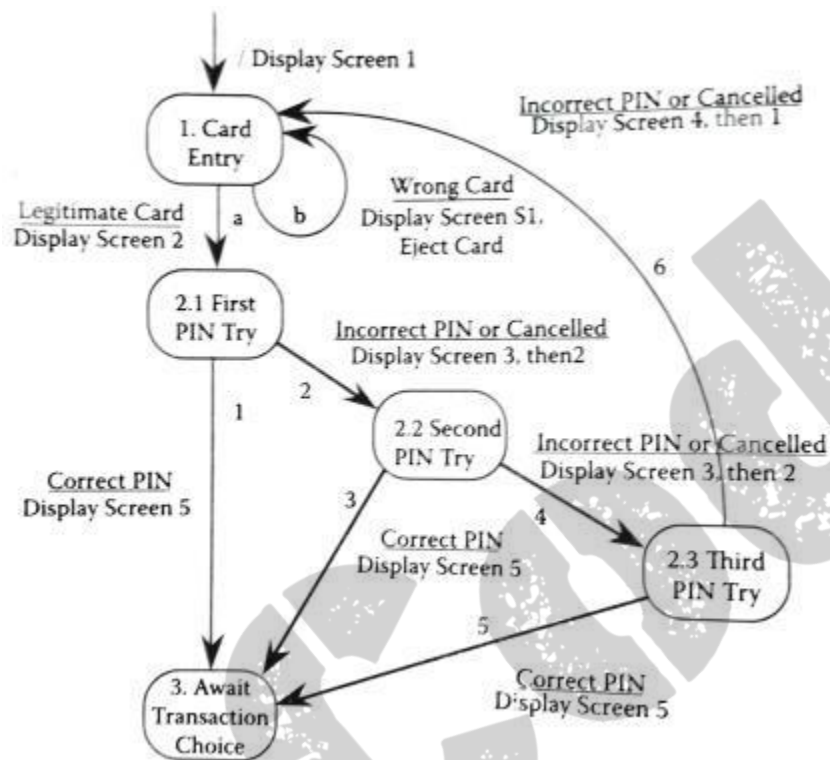 / Display Screen 1
Incorrect PIN or Cancelled
Display Screen 4, then 1
1. Card
Entry
Wrong Card
Display Screen S1,
Eject Card
Legitimate Card
Display Screen 2
a
b
6
2.1 First
PIN Try
Incorrect PIN or Cancelled
Display Screen 3, then2
1
2
2.2 Second
PIN Try
Incorrect PIN or Cancelled
Display Screen 3, then 2
Correct PIN
Display Screen 5
3
4
Correct PIN
Display Screen 5
2.3 Third
PIN Try
5
3. Await
Transaction
Choice
Correct PIN
Display Screen 5